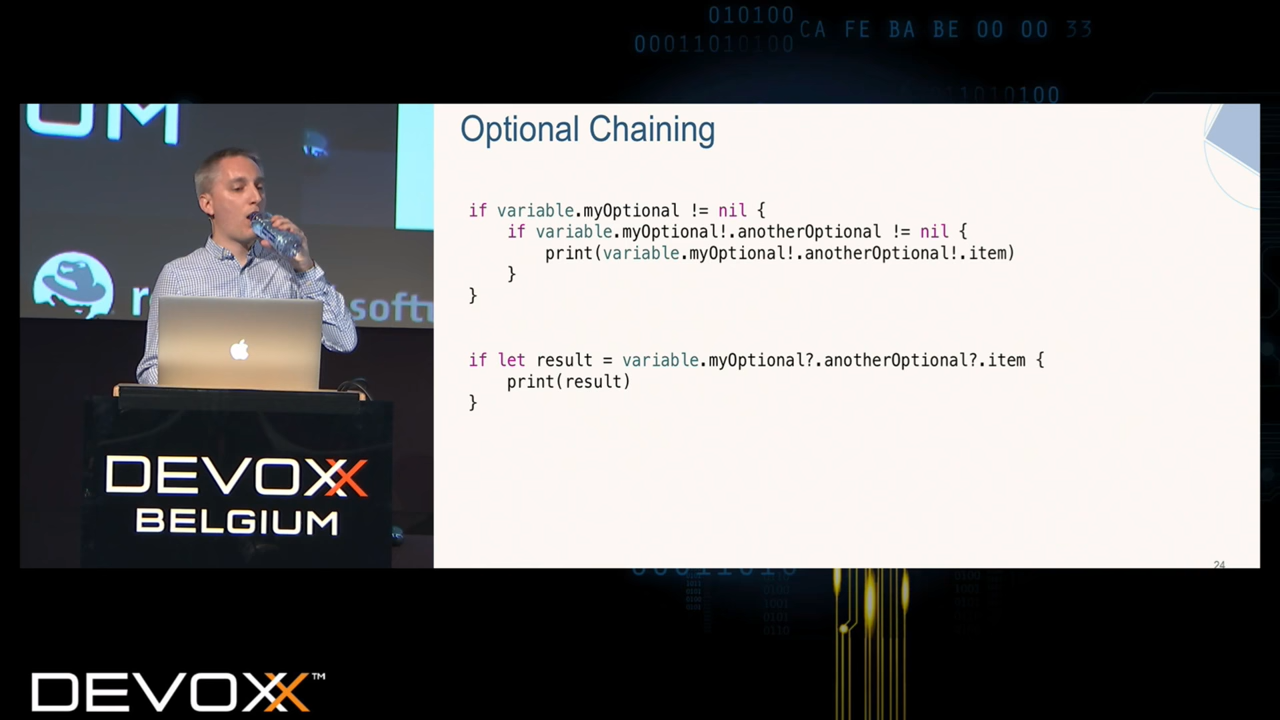 010100
00011010100
CA FE BA BE 00 00 33
11010100
OM
Optional Chaining
if variable.myOptional != nil {
if variable.myOptional!.anotherOptional != nil {
print(variable.myOptional!.anotherOptional!.item)
}
}
if let result = variable.myOptional?.anotherOptional?.item {
print(result)
}
r
soft
DEVOXX
BELGIUM
24
DEVOXX™